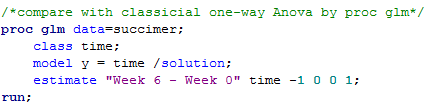 /*compare with classicial one-way Anova by proc glm*/
proc glm data=succimer;
class time;
model y = time /solution;
estimate "Week 6 - Week 0" time -1 0 0 1;
run;